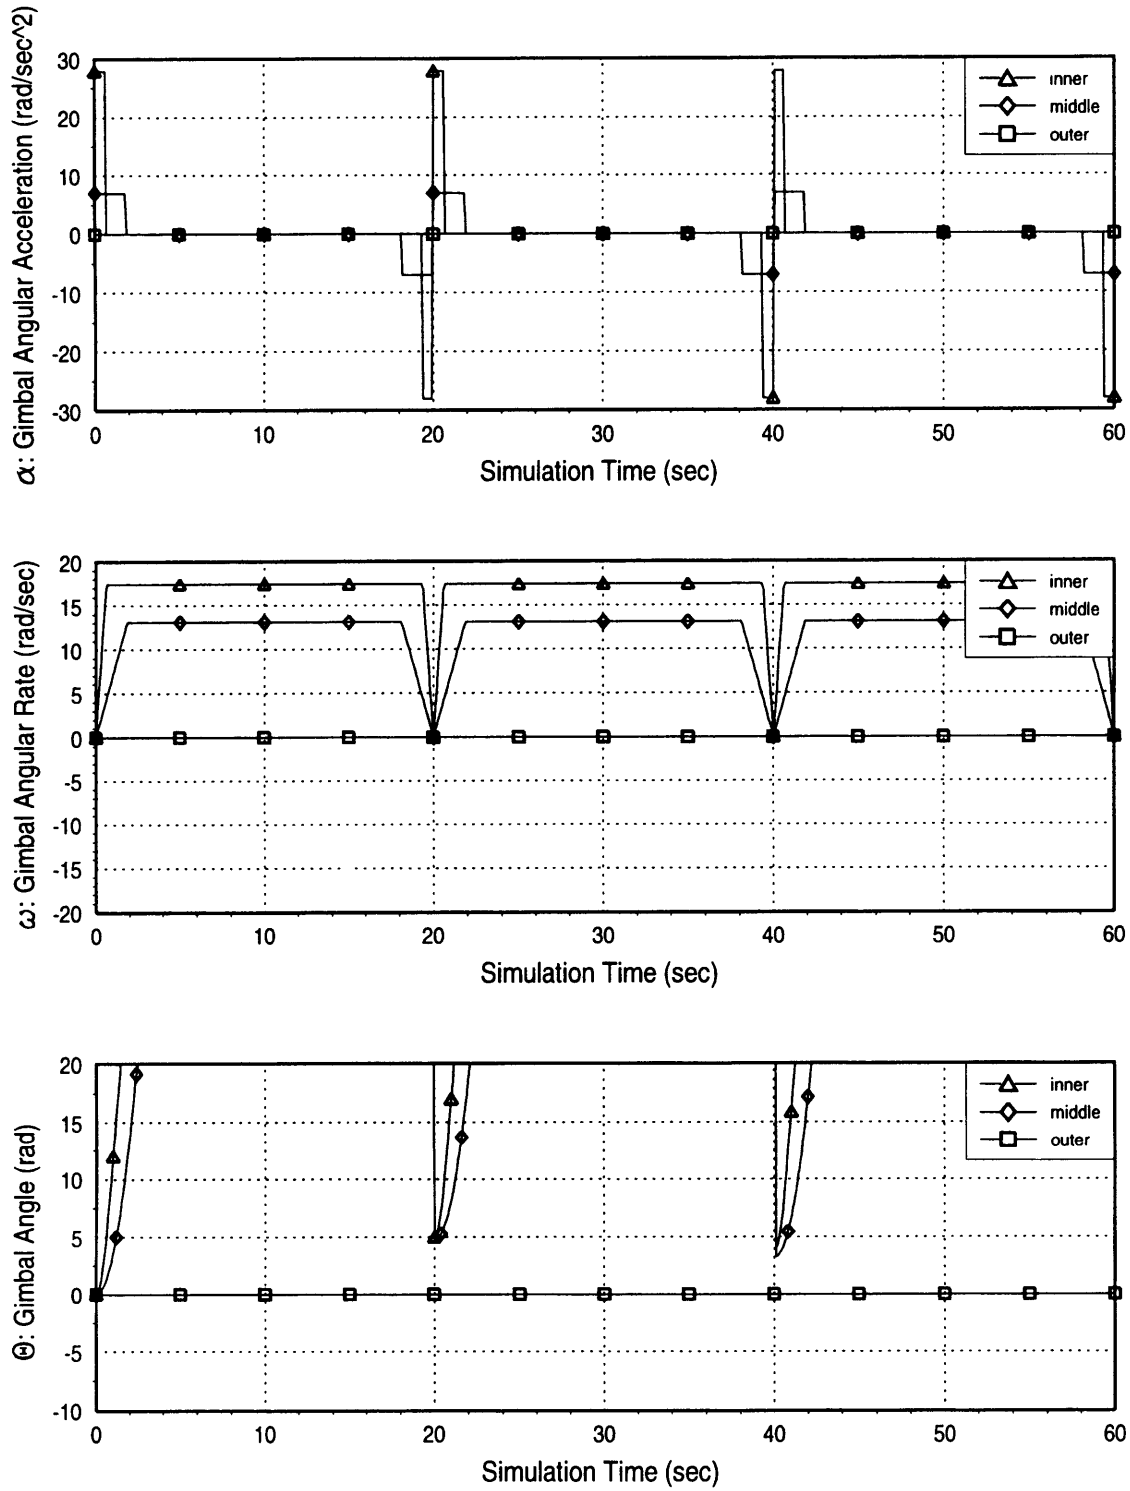 α: Gimbal Angular Acceleration (rad/sec^2)
30
20
10
0
-10
-20
-30
inner
middle
outer
0 10 20 30 40 50 60
Simulation Time (sec)
ω: Gimbal Angular Rate (rad/sec)
20
15
10
5
0
-5
-10
-15
-20
inner
middle
outer
0 10 20 30 40 50 60
Simulation Time (sec)
Θ: Gimbal Angle (rad)
20
15
10
5
0
-5
-10
inner
middle
outer
0 10 20 30 40 50 60
Simulation Time (sec)